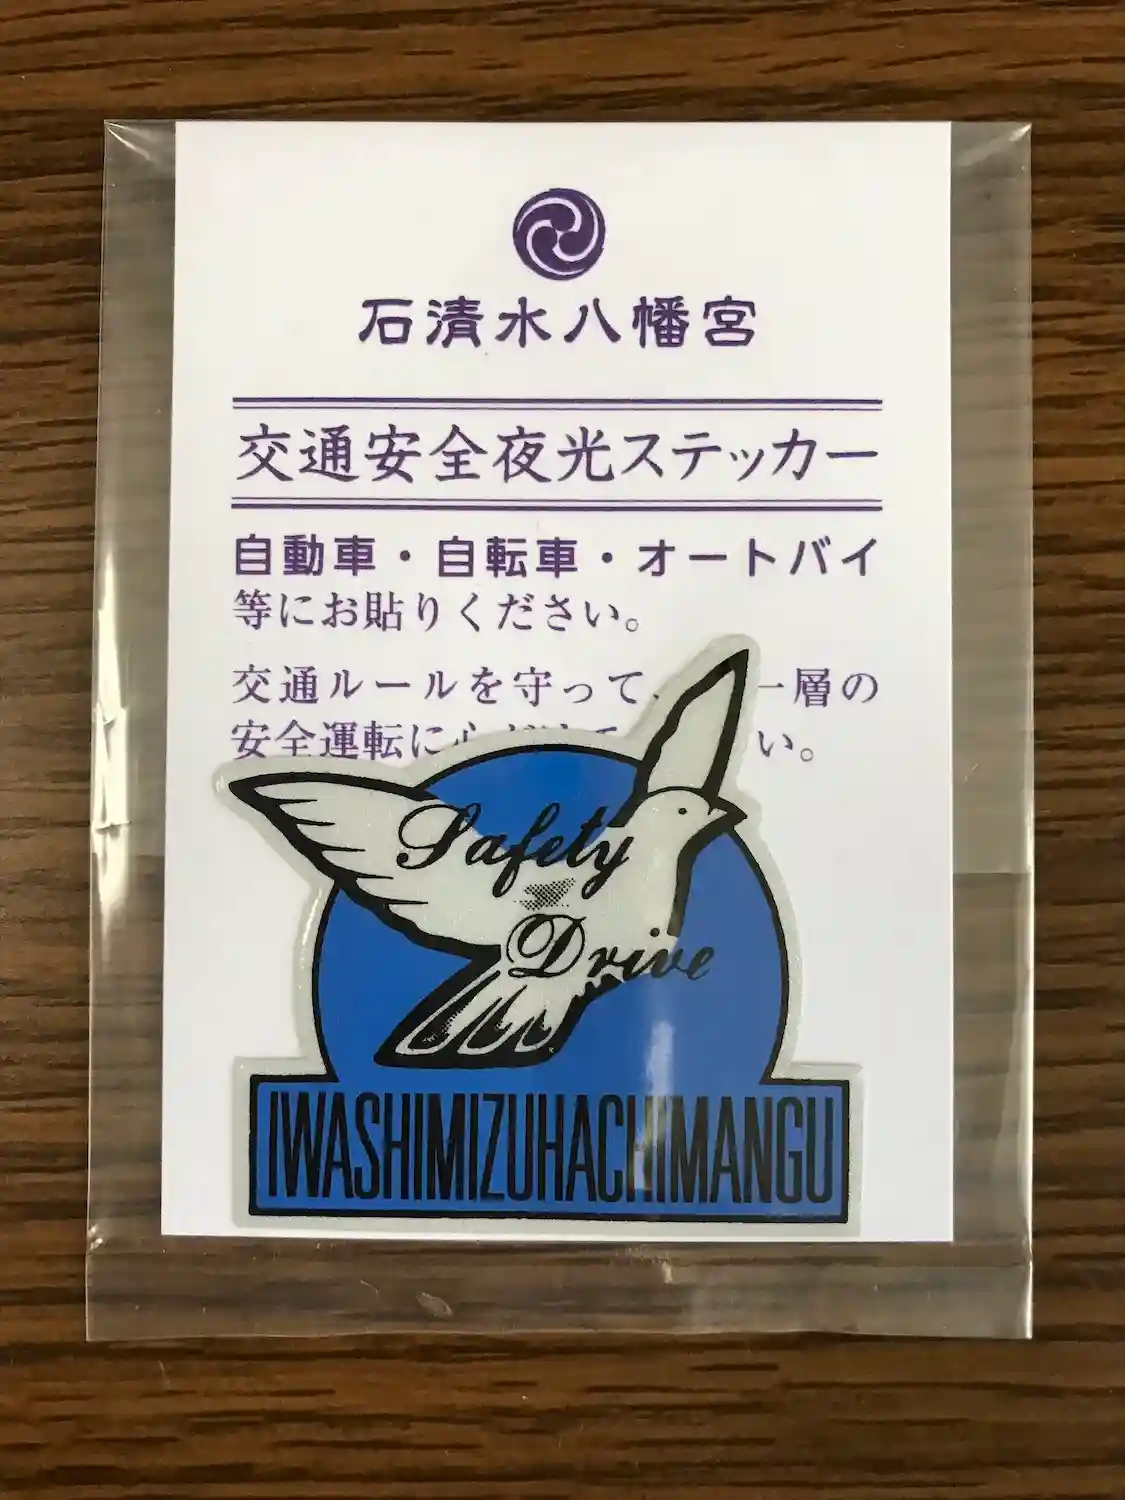 石清水八幡宮
交通安全夜光ステッカー
自動車・自転車・オートバイ
等にお貼りください。
交通ルールを守って 一層の
安全運転に い。
Safety
Drive
IWASHIMIZUHACHIMANGU